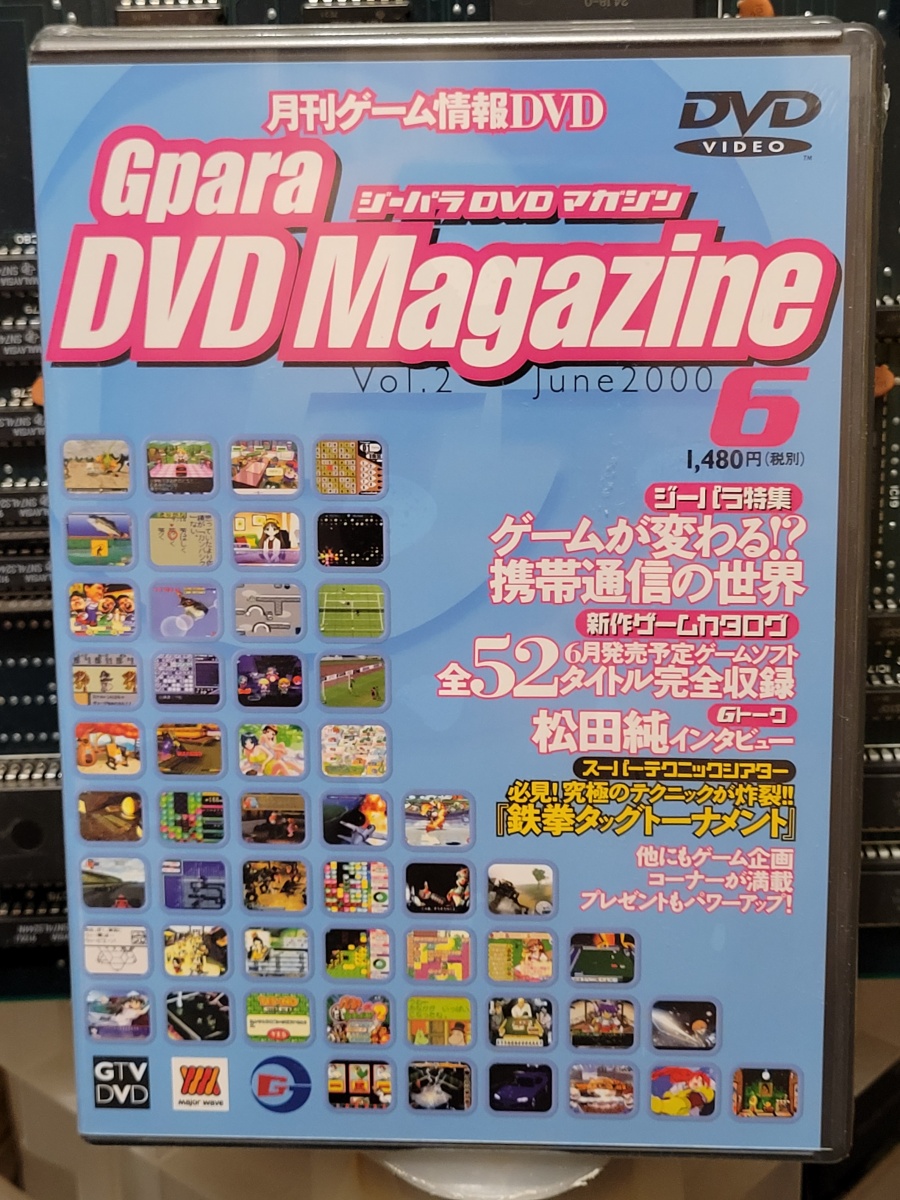 月刊ゲーム情報DVD
DVD
VIDEO
TM
Gpara
ジーパラDVDマガジン
DVD Magazine
Vol.2 June2000
6
1,480円(税別)
ジーパラ特集
ゲームが変わる!?
携帯通信の世界
新作ゲームカタログ
6月発売予定ゲームソフト
全52タイトル完全収録
Gトーク
松田純インタビュー
スーパーテクニックシアター
必見!究極のテクニックが炸裂!!
『鉄拳タッグトーナメント』
他にもゲーム企画
コーナーが満載
プレゼントもパワーアップ!
YES
GTV
DVD
major wave
G